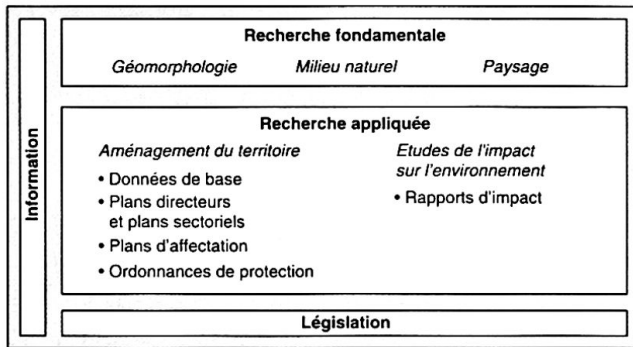 Information
Recherche fondamentale
Géomorphologie Milieu naturel Paysage
Recherche appliquée
Aménagement du territoire
• Données de base
• Plans directeurs
et plans sectoriels
• Plans d'affectation
• Ordonnances de protection
Etudes de l'impact
sur l'environnement
• Rapports d'impact
Législation